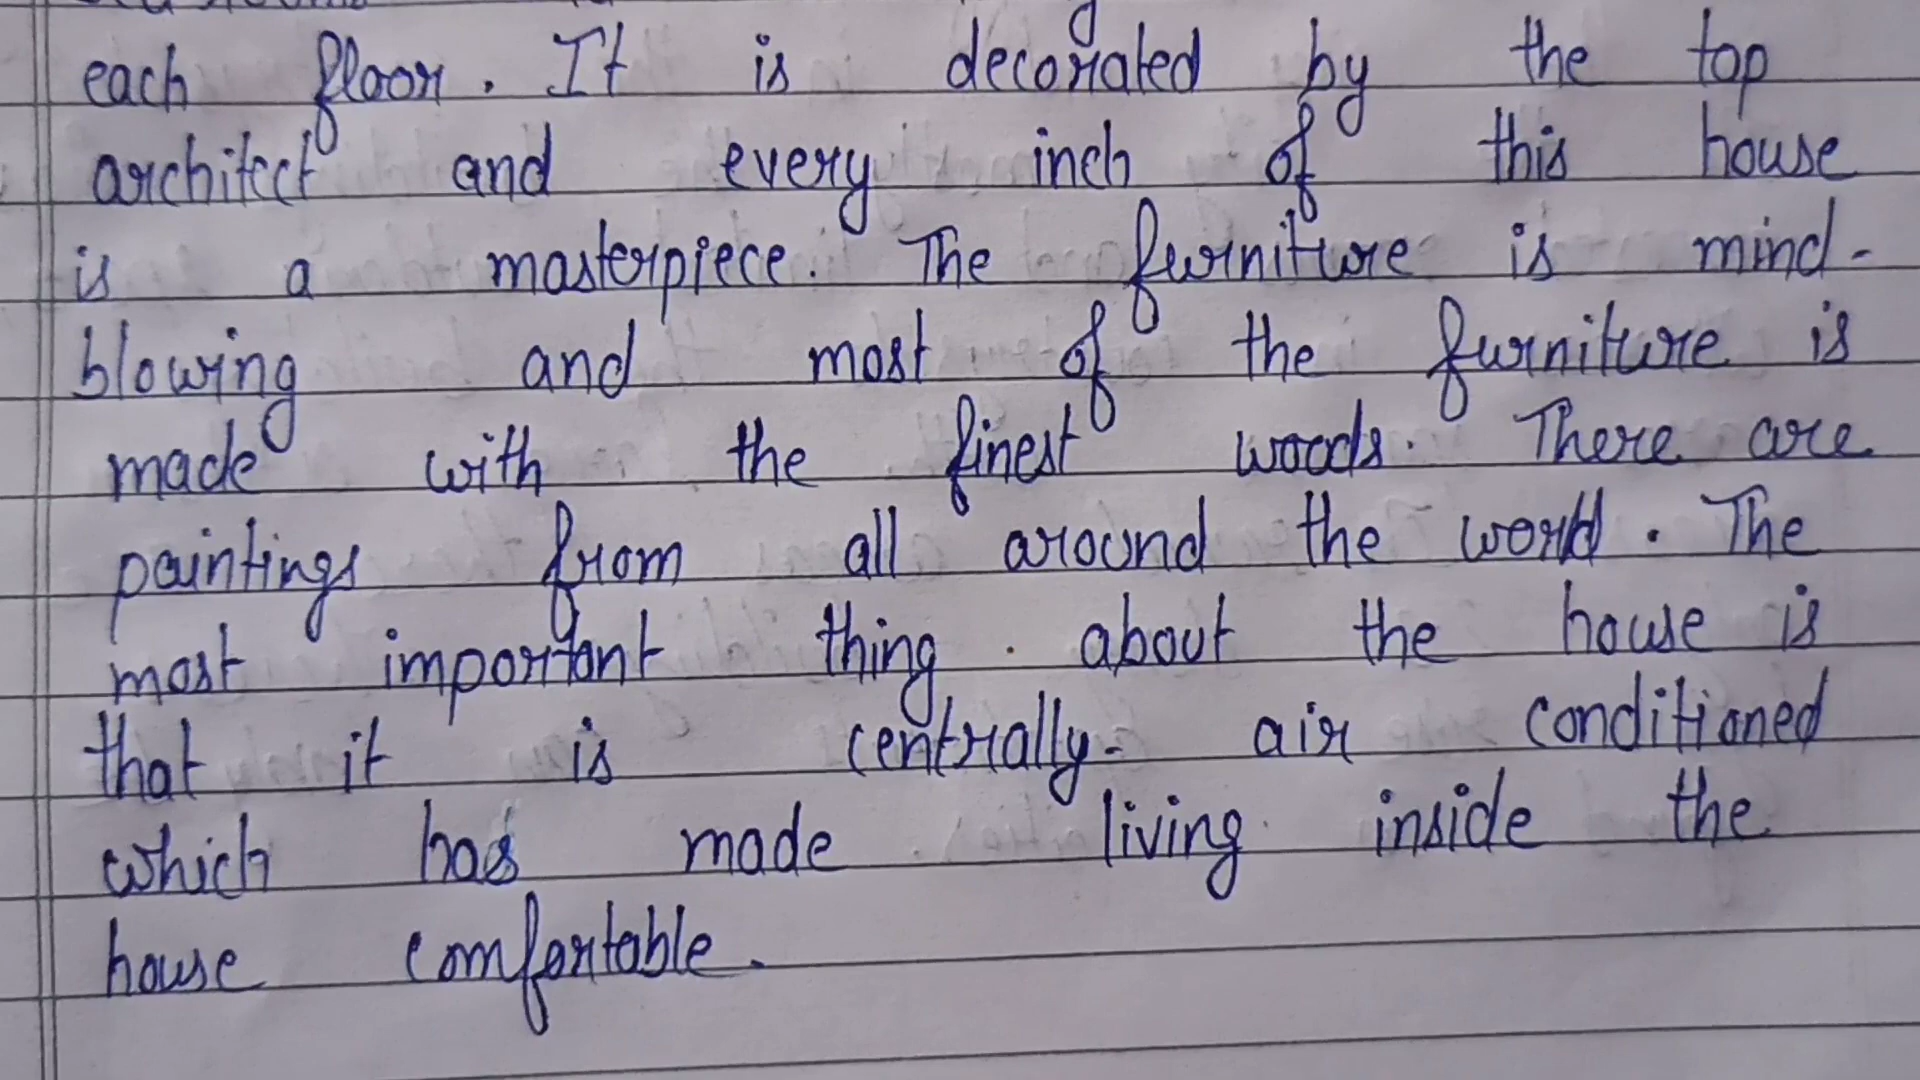 each floor. It is decorated by the top
architect and every inch of this house
is a masterpiece. The furniture is mind-
blowing and most of the furniture is
made with the finest woods. There are
paintings from all around the world. The
most important thing about the house is
that it is centrally- air conditioned
which has made living inside the
house comfortable.